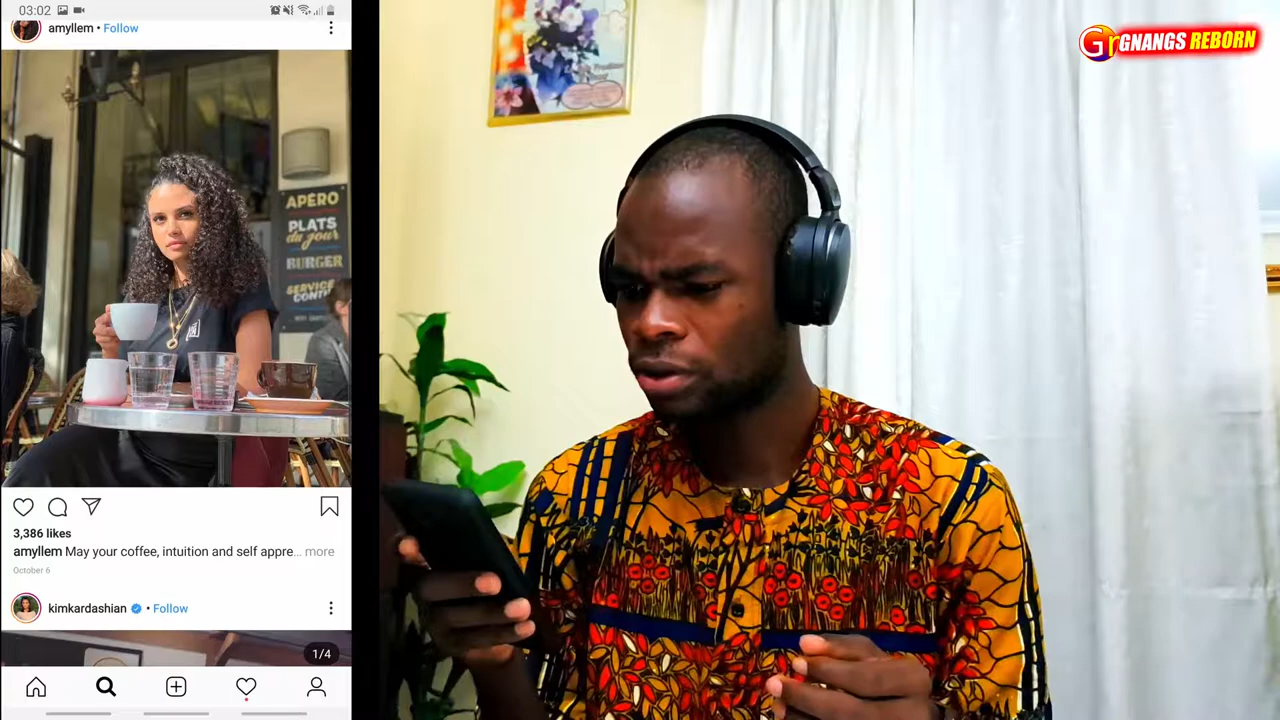 03:02
amyllem • Follow
APÉRO
PLATS
du jour
BURGER
SERVICE
3,386 likes
amyllem May your coffee, intuition and self appre... more
October 6
kimkardashian • Follow
1/4
GNANGS REBORN